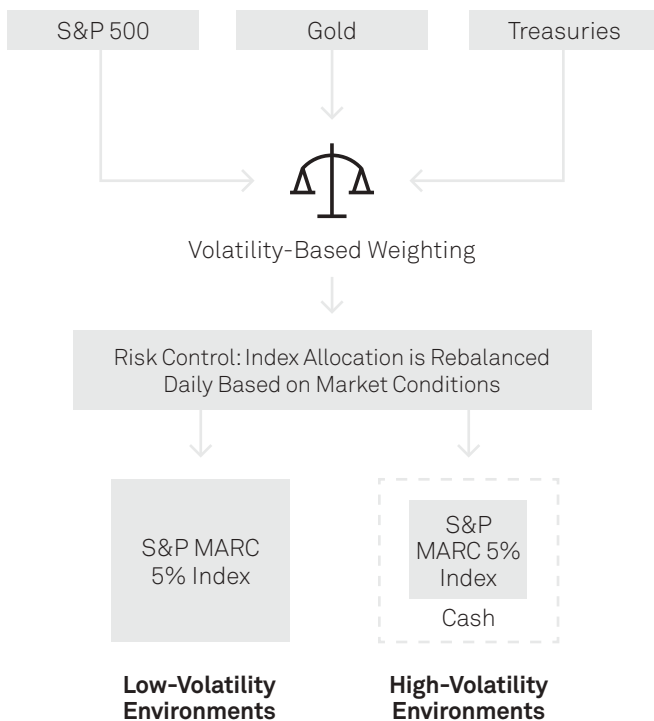 S&P 500
Gold
Treasuries
Volatility-Based Weighting
Risk Control: Index Allocation is Rebalanced
Daily Based on Market Conditions
S&P MARC
5% Index
S&P
MARC 5%
Index
Cash
Low-Volatility
Environments
High-Volatility
Environments